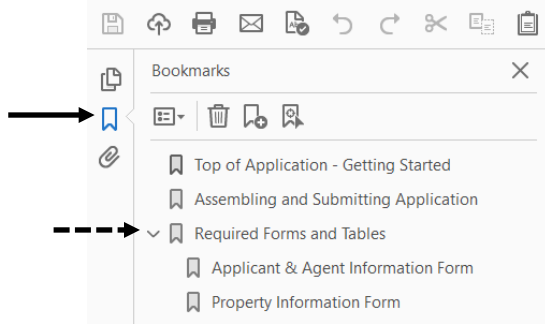 Bookmarks
Top of Application - Getting Started
Assembling and Submitting Application
Required Forms and Tables
Applicant & Agent Information Form
Property Information Form